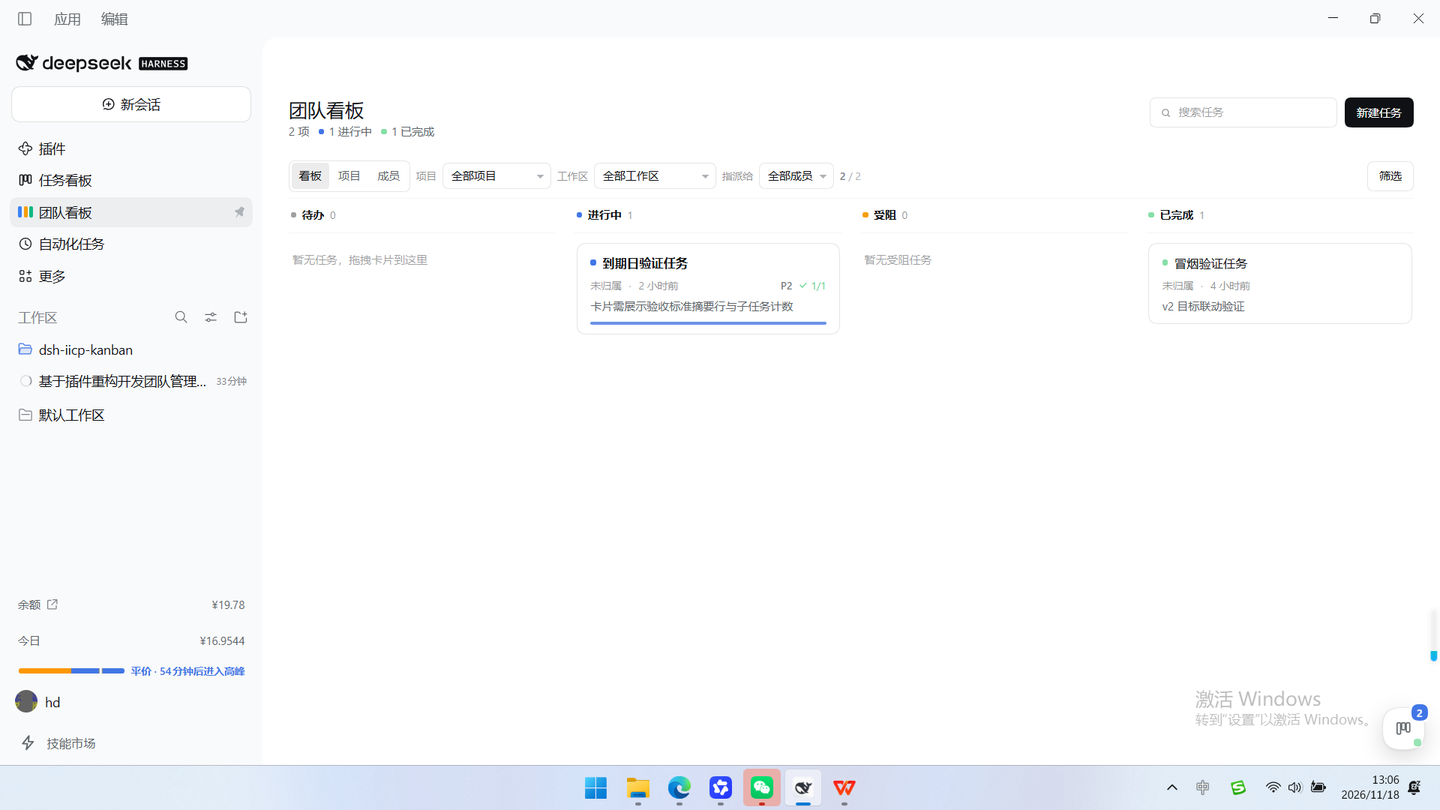 应用 编辑
deepseek HARNESS
新会话
插件
任务看板
团队看板
自动化任务
更多
工作区
dsh-iicp-kanban
基于插件重构开发团队管理... 33分钟
默认工作区
余额 ¥19.78
今日 ¥16.9544
平价 · 54分钟后进入高峰
hd
技能市场
团队看板
2 项 1 进行中 1 已完成
搜索任务
新建任务
看板 项目 成员 项目 全部项目 工作区 全部工作区 指派给 全部成员 2 / 2
筛选
待办 0
暂无任务，拖拽卡片到这里
进行中 1
到期日验证任务
未归属 · 2 小时前 P2 1/1
卡片需展示验收标准摘要行与子任务计数
受阻 0
暂无受阻任务
已完成 1
冒烟验证任务
未归属 · 4 小时前
v2 目标联动验证
激活 Windows
转到"设置"以激活 Windows。
2
中
13:06
2026/11/18